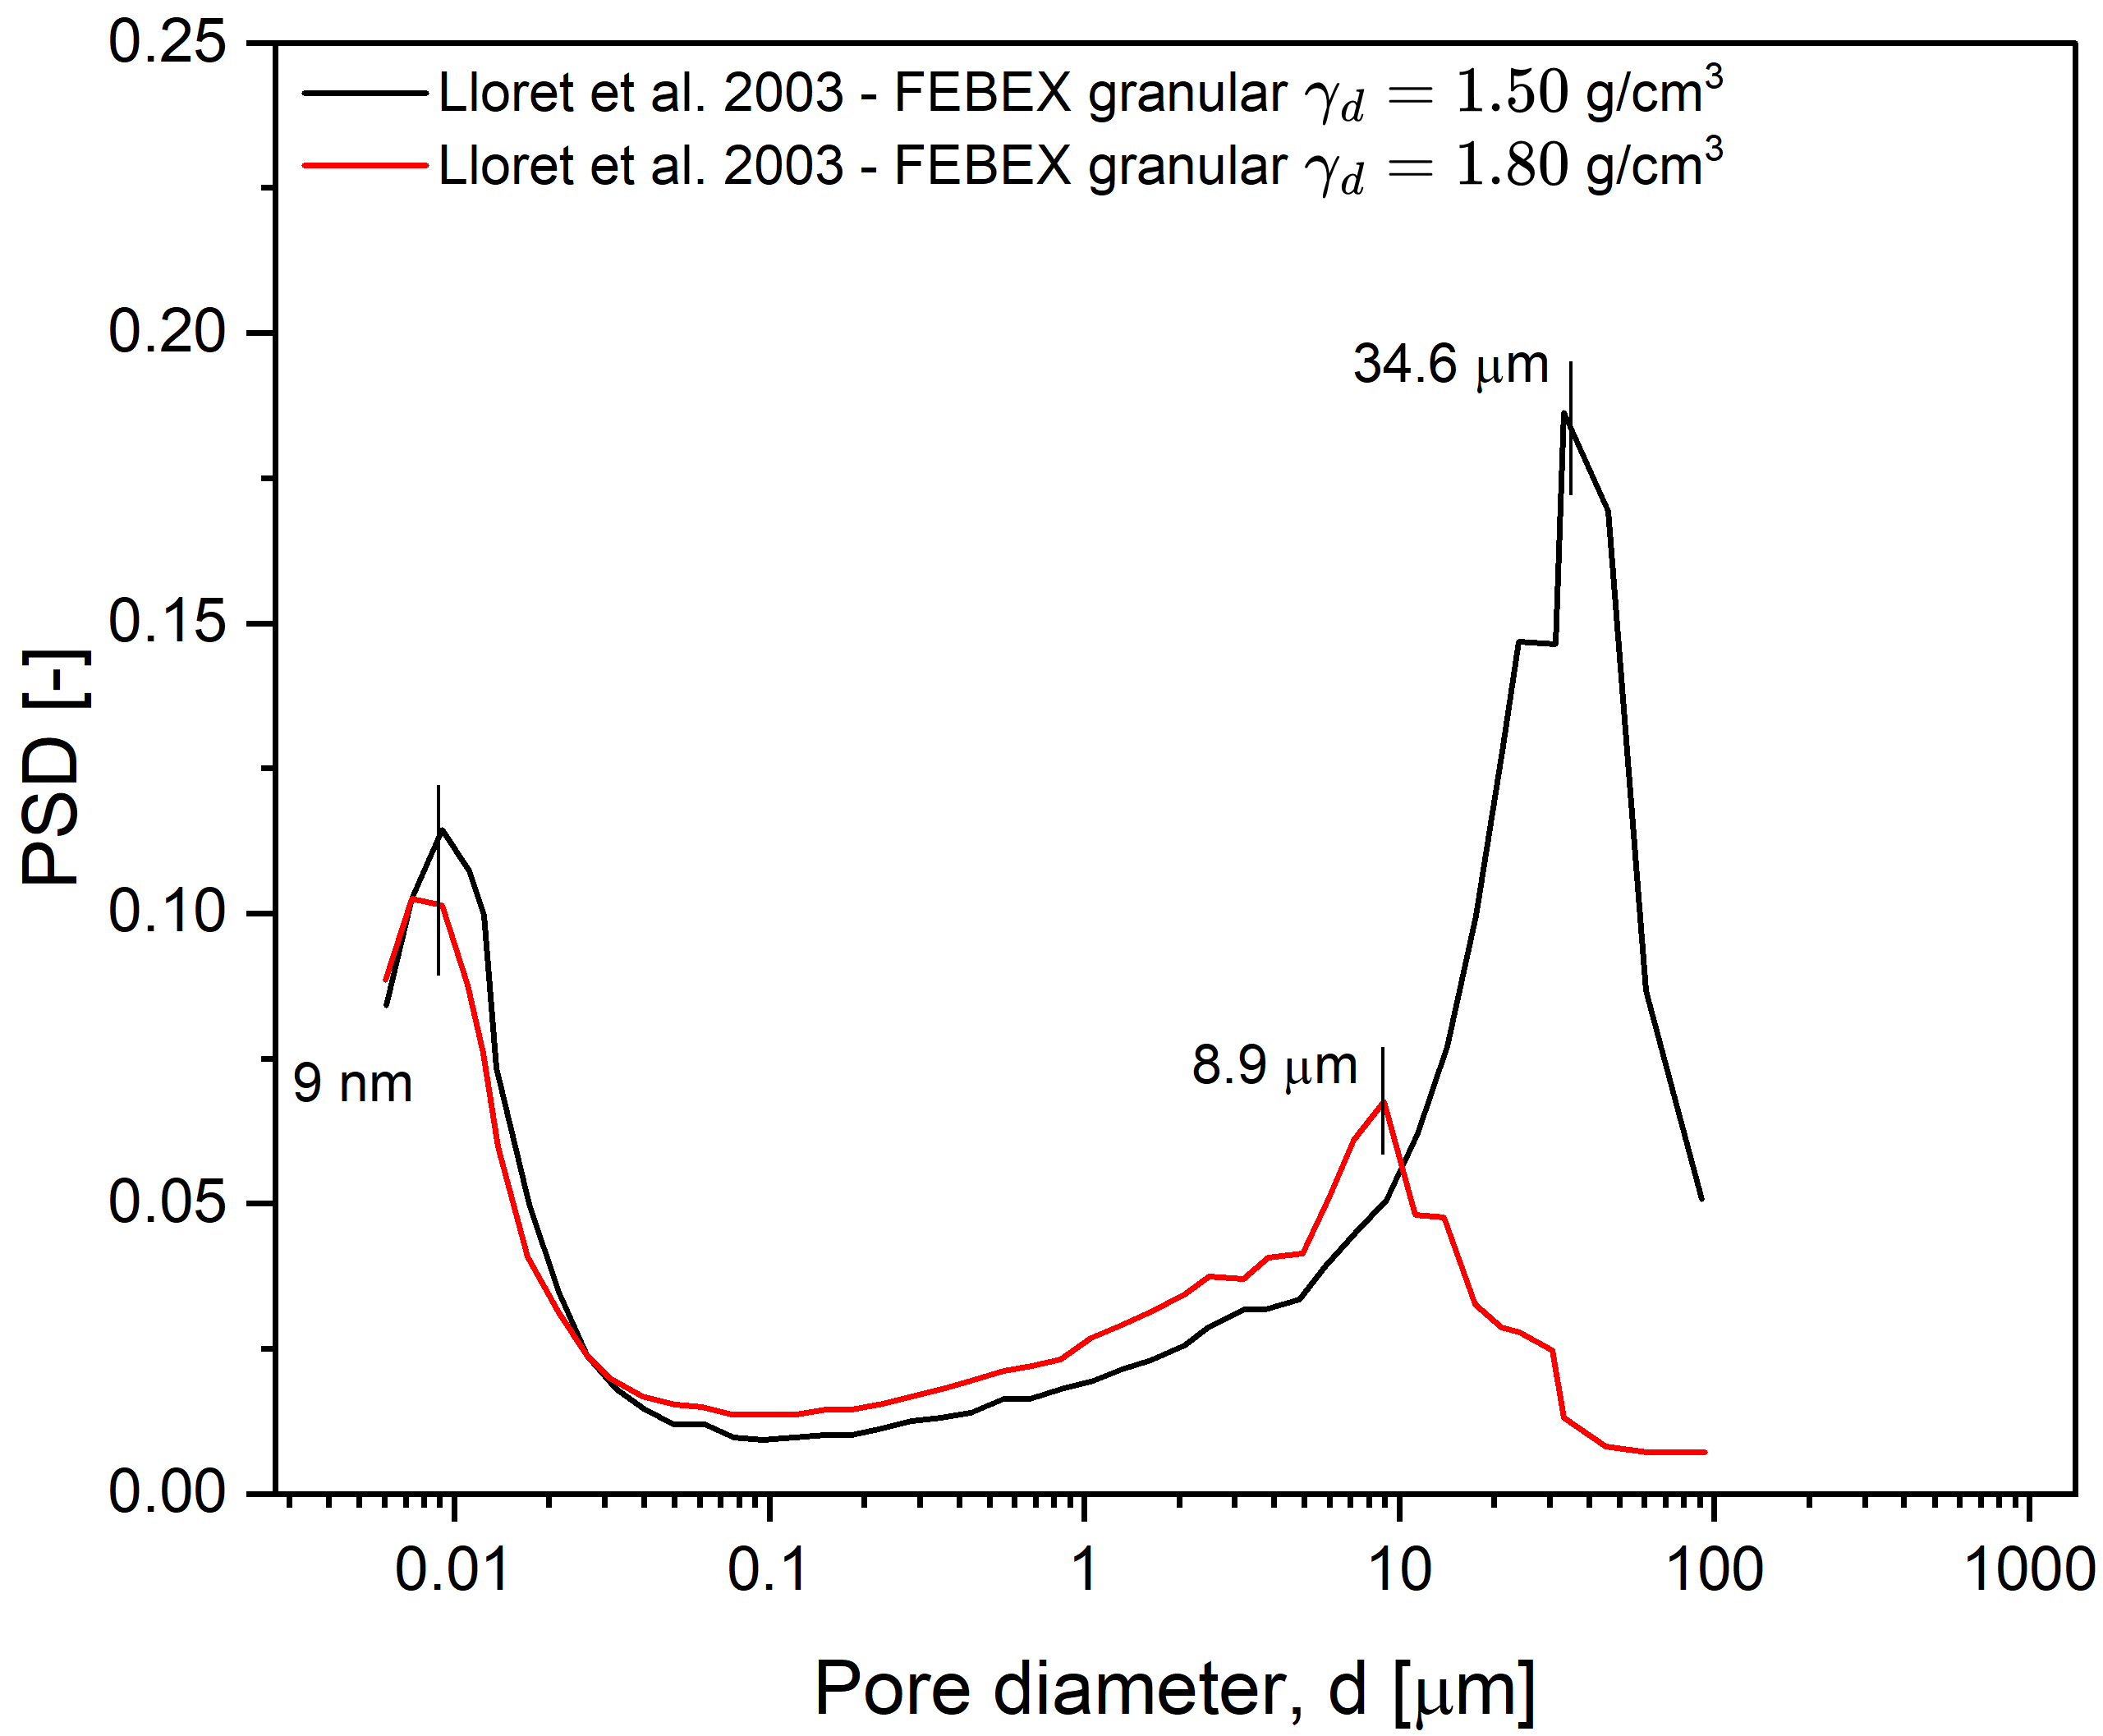 0.25
Lloret et al. 2003 - FEBEX granular γd = 1.50 g/cm³
Lloret et al. 2003 - FEBEX granular γd = 1.80 g/cm³
0.20
34.6 μm
0.15
PSD [-]
0.10
9 nm
8.9 μm
0.05
0.00
0.01 0.1 1 10 100 1000
Pore diameter, d [μm]